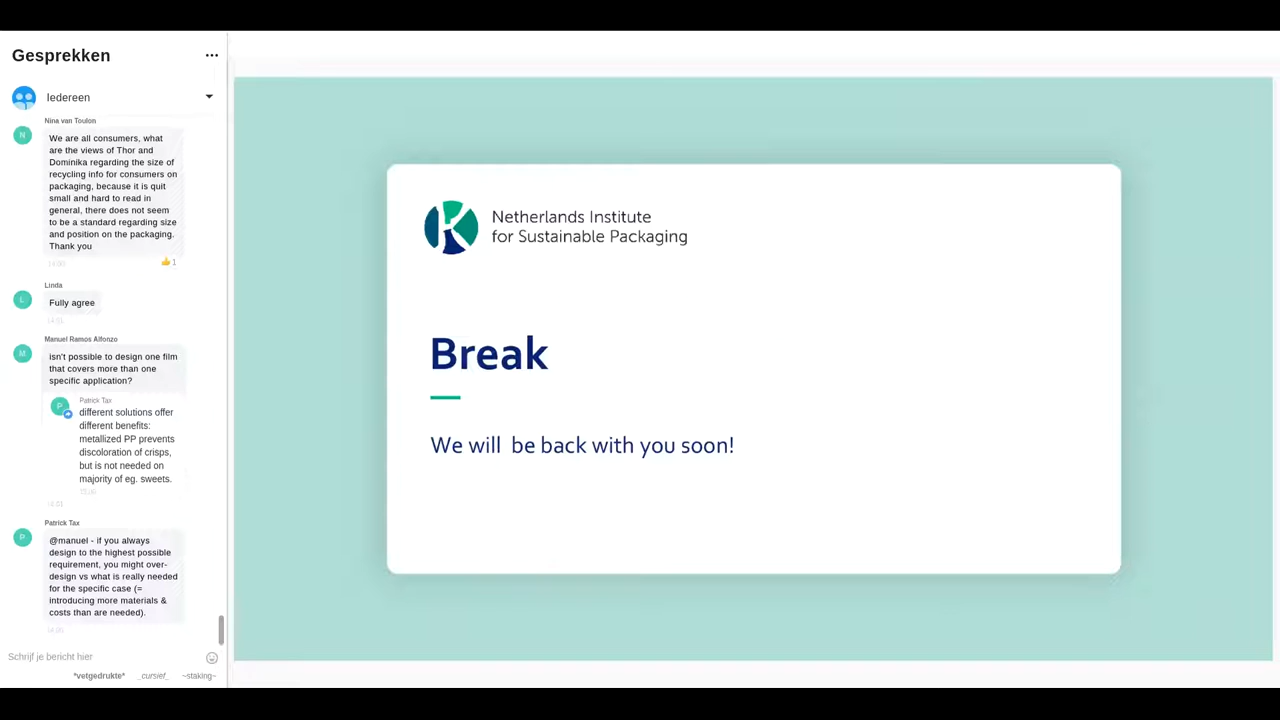 Gesprekken
Iedereen
Nina van Toulon
N
We are all consumers, what
are the views of Thor and
Dominika regarding the size of
recycling info for consumers on
packaging, because it is quit
small and hard to read in
general, there does not seem
to be a standard regarding size
and position on the packaging.
Thank you
1
Linda
L
Fully agree
Manuel Ramos Alfonzo
M
isn't possible to design one film
that covers more than one
specific application?
Patrick Tax
P
different solutions offer
different benefits:
metallized PP prevents
discoloration of crisps,
but is not needed on
majority of eg. sweets.
Patrick Tax
P
@manuel - if you always
design to the highest possible
requirement, you might over-
design vs what is really needed
for the specific case (=
introducing more materials &
costs than are needed).
Schrijf je bericht hier
*vetgedrukte* _cursief_ ~staking~
Netherlands Institute
for Sustainable Packaging
Break
We will be back with you soon!